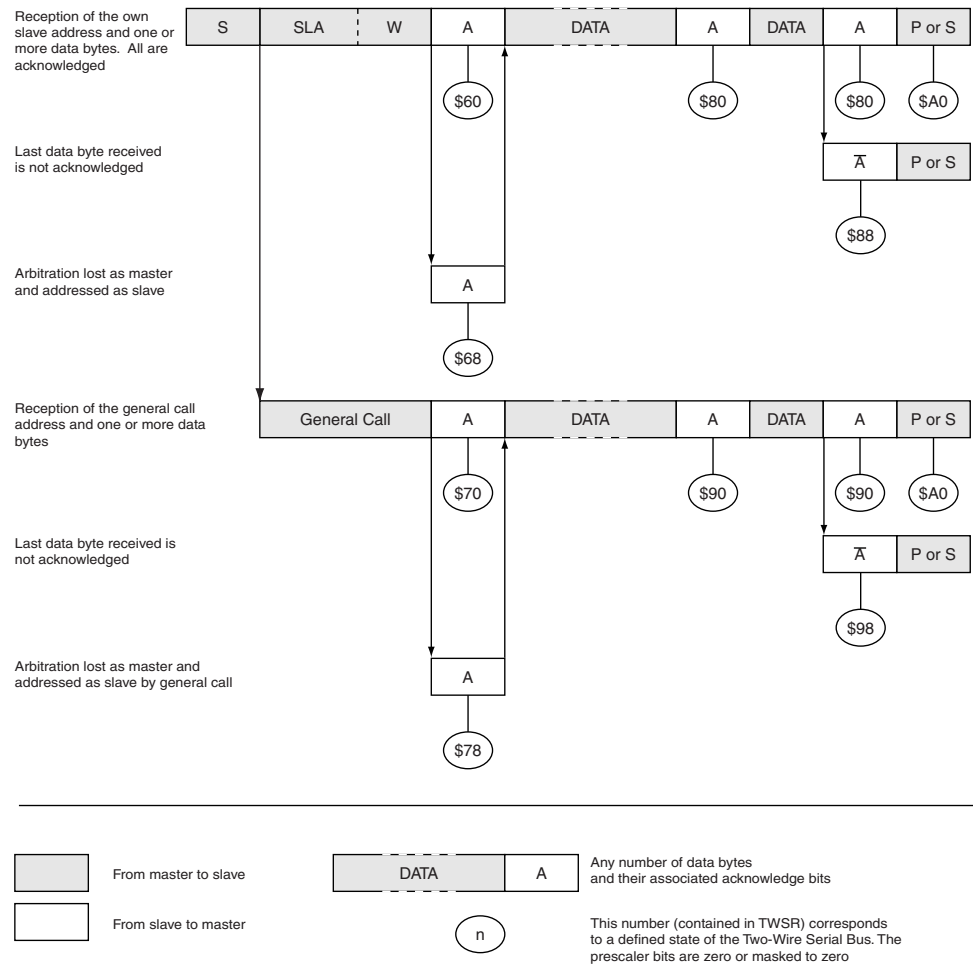 Reception of the own
slave address and one or
more data bytes. All are
acknowledged
S SLA W A DATA A DATA A P or S
$60 $80 $80 $A0
Last data byte received
is not acknowledged
A̅ P or S
$88
Arbitration lost as master
and addressed as slave
A
$68
Reception of the general call
address and one or more data
bytes
General Call A DATA A DATA A P or S
$70 $90 $90 $A0
Last data byte received is
not acknowledged
A̅ P or S
$98
Arbitration lost as master and
addressed as slave by general call
A
$78
From master to slave
DATA A
Any number of data bytes
and their associated acknowledge bits
From slave to master
n
This number (contained in TWSR) corresponds
to a defined state of the Two-Wire Serial Bus. The
prescaler bits are zero or masked to zero